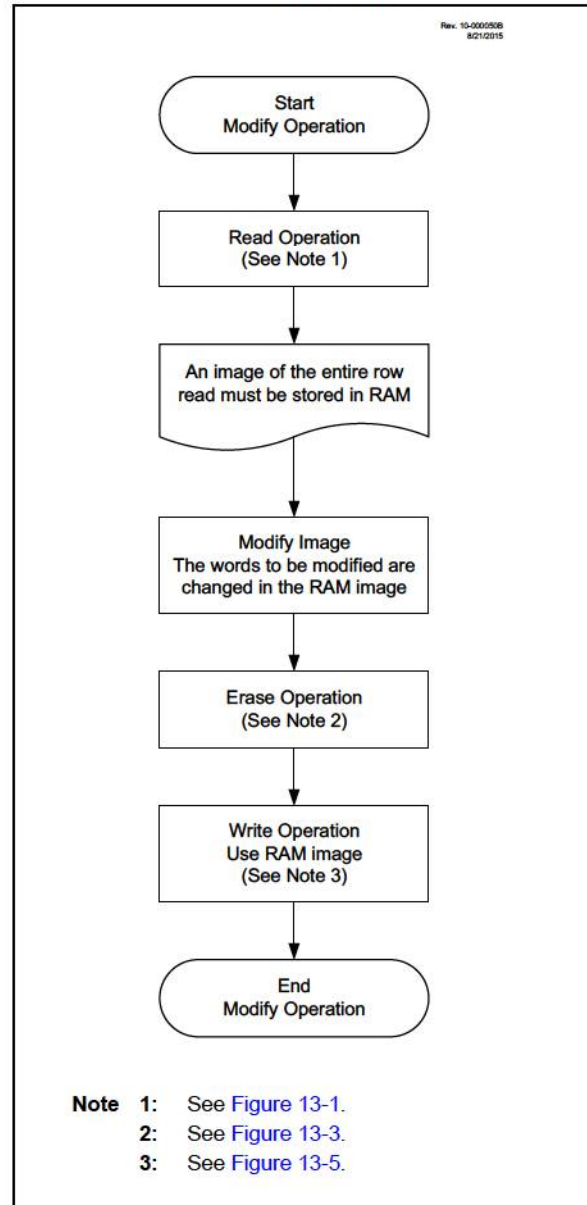 Rev. 10-000050B
8/21/2015
Start
Modify Operation
Read Operation
(See Note 1)
An image of the entire row
read must be stored in RAM
Modify Image
The words to be modified are
changed in the RAM image
Erase Operation
(See Note 2)
Write Operation
Use RAM image
(See Note 3)
End
Modify Operation
Note 1: See Figure 13-1.
2: See Figure 13-3.
3: See Figure 13-5.